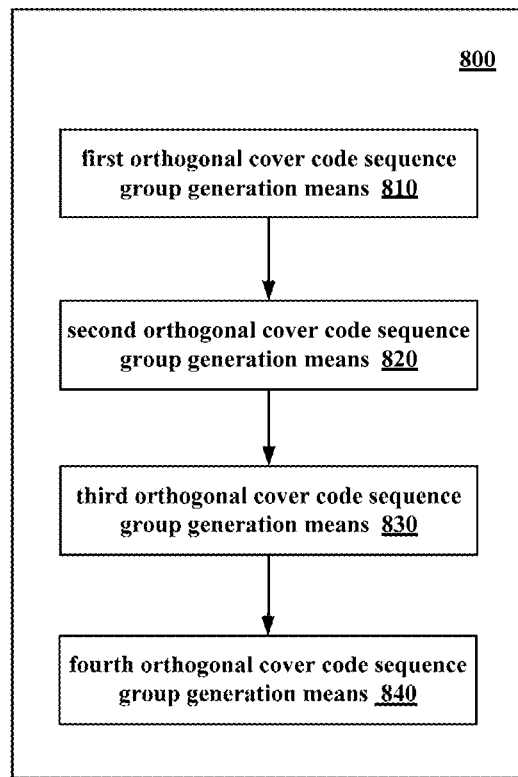 800
first orthogonal cover code sequence
group generation means 810
second orthogonal cover code sequence
group generation means 820
third orthogonal cover code sequence
group generation means 830
fourth orthogonal cover code sequence
group generation means 840